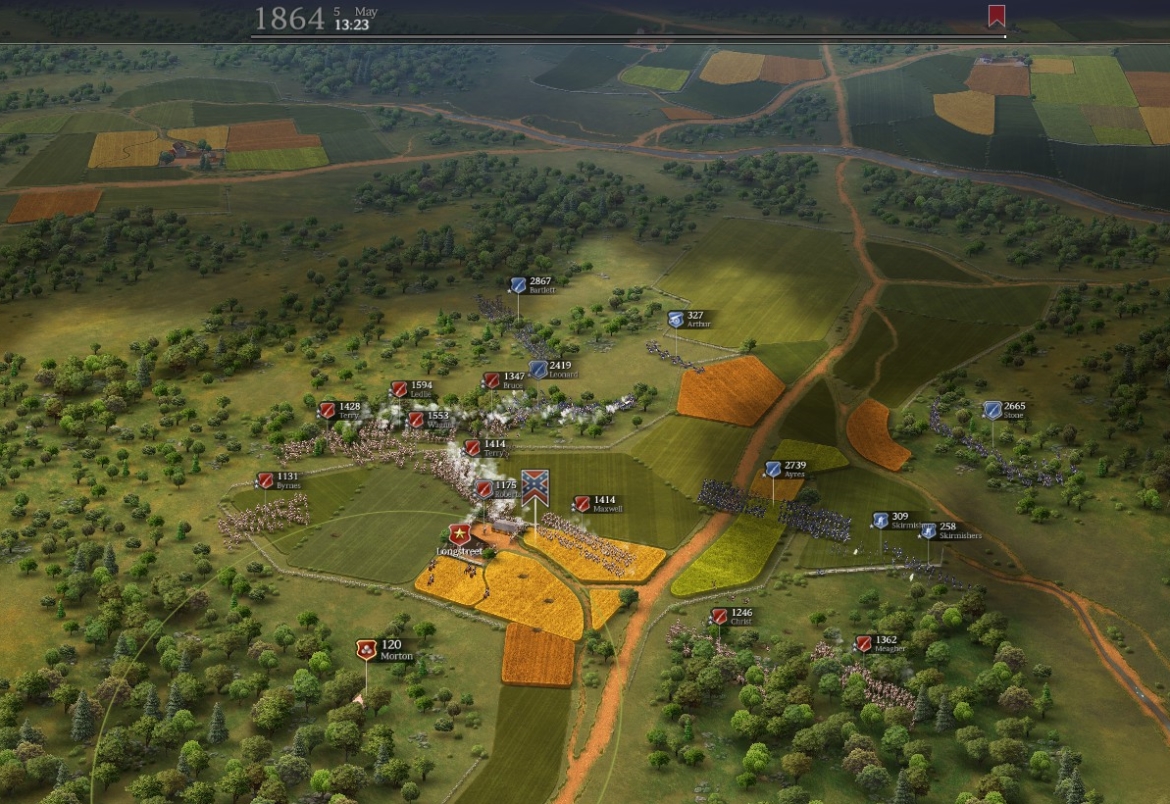 1864 5 May
13:23
2867
Bartlett
327
Arthur
2419
Leonard
1347
Bruce
1594
Ledlie
1428
Terry
1553
1414
Terry
2665
Stone
2739
Ayres
1131
Byrnes
1175
Roberts
1414
Maxwell
309
Skirmishers
258
Skirmishers
Longstreet
1246
Christ
1362
Meagher
120
Morton